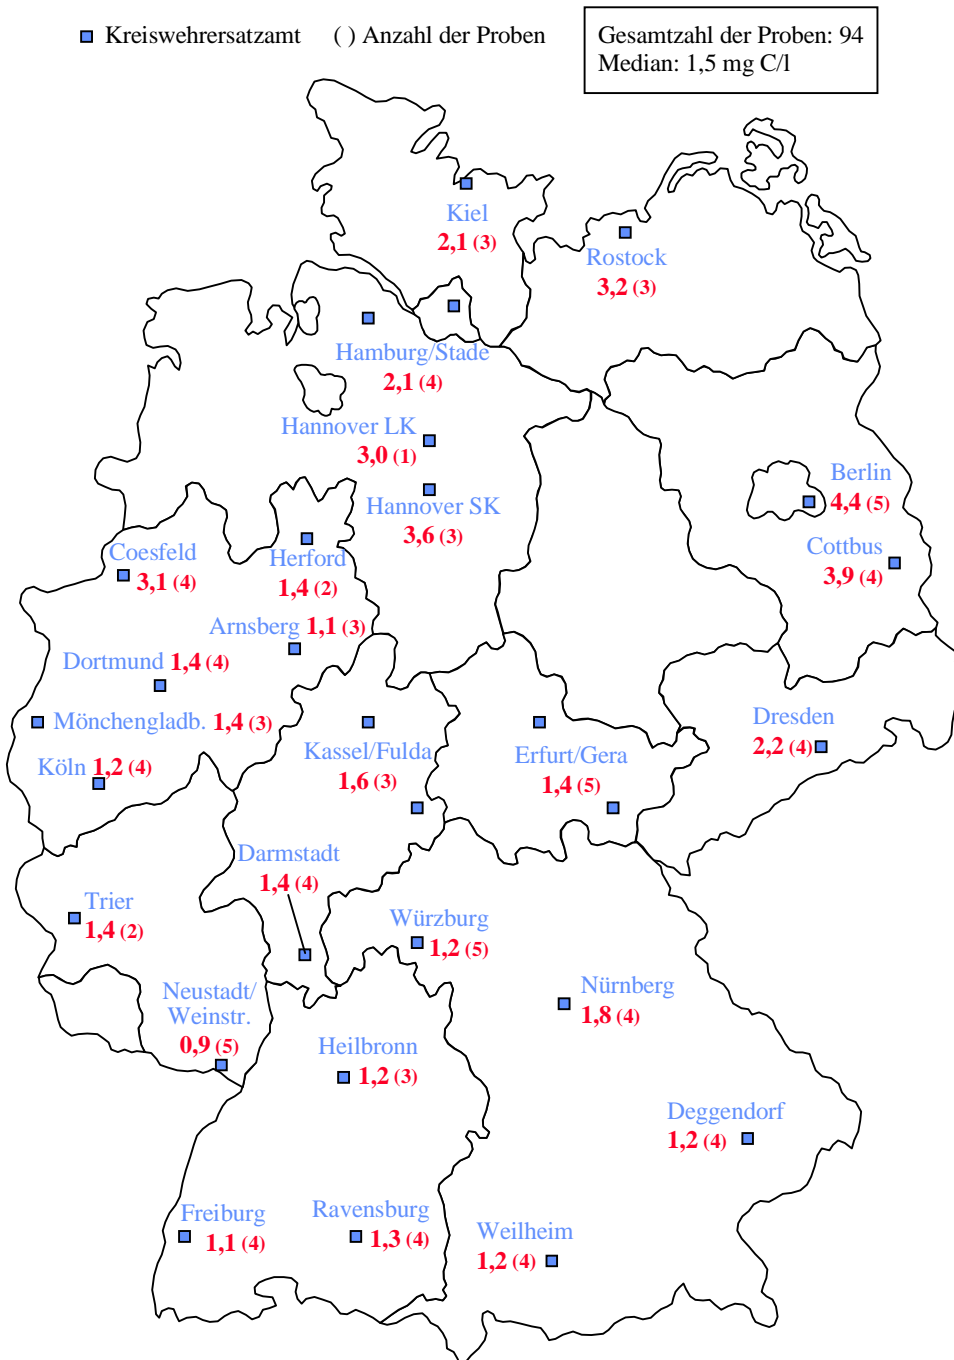 Kreiswehrersatzamt ( ) Anzahl der Proben
Gesamtzahl der Proben: 94
Median: 1,5 mg C/l
Kiel
2,1 (3)
Rostock
3,2 (3)
Hamburg/Stade
2,1 (4)
Hannover LK
3,0 (1)
Hannover SK
3,6 (3)
Berlin
4,4 (5)
Cottbus
3,9 (4)
Coesfeld
3,1 (4)
Herford
1,4 (2)
Arnsberg 1,1 (3)
Dortmund 1,4 (4)
Mönchengladb. 1,4 (3)
Köln 1,2 (4)
Kassel/Fulda
1,6 (3)
Erfurt/Gera
1,4 (5)
Dresden
2,2 (4)
Darmstadt
1,4 (4)
Trier
1,4 (2)
Würzburg
1,2 (5)
Neustadt/
Weinstr.
0,9 (5)
Nürnberg
1,8 (4)
Heilbronn
1,2 (3)
Deggendorf
1,2 (4)
Freiburg
1,1 (4)
Ravensburg
1,3 (4)
Weilheim
1,2 (4)